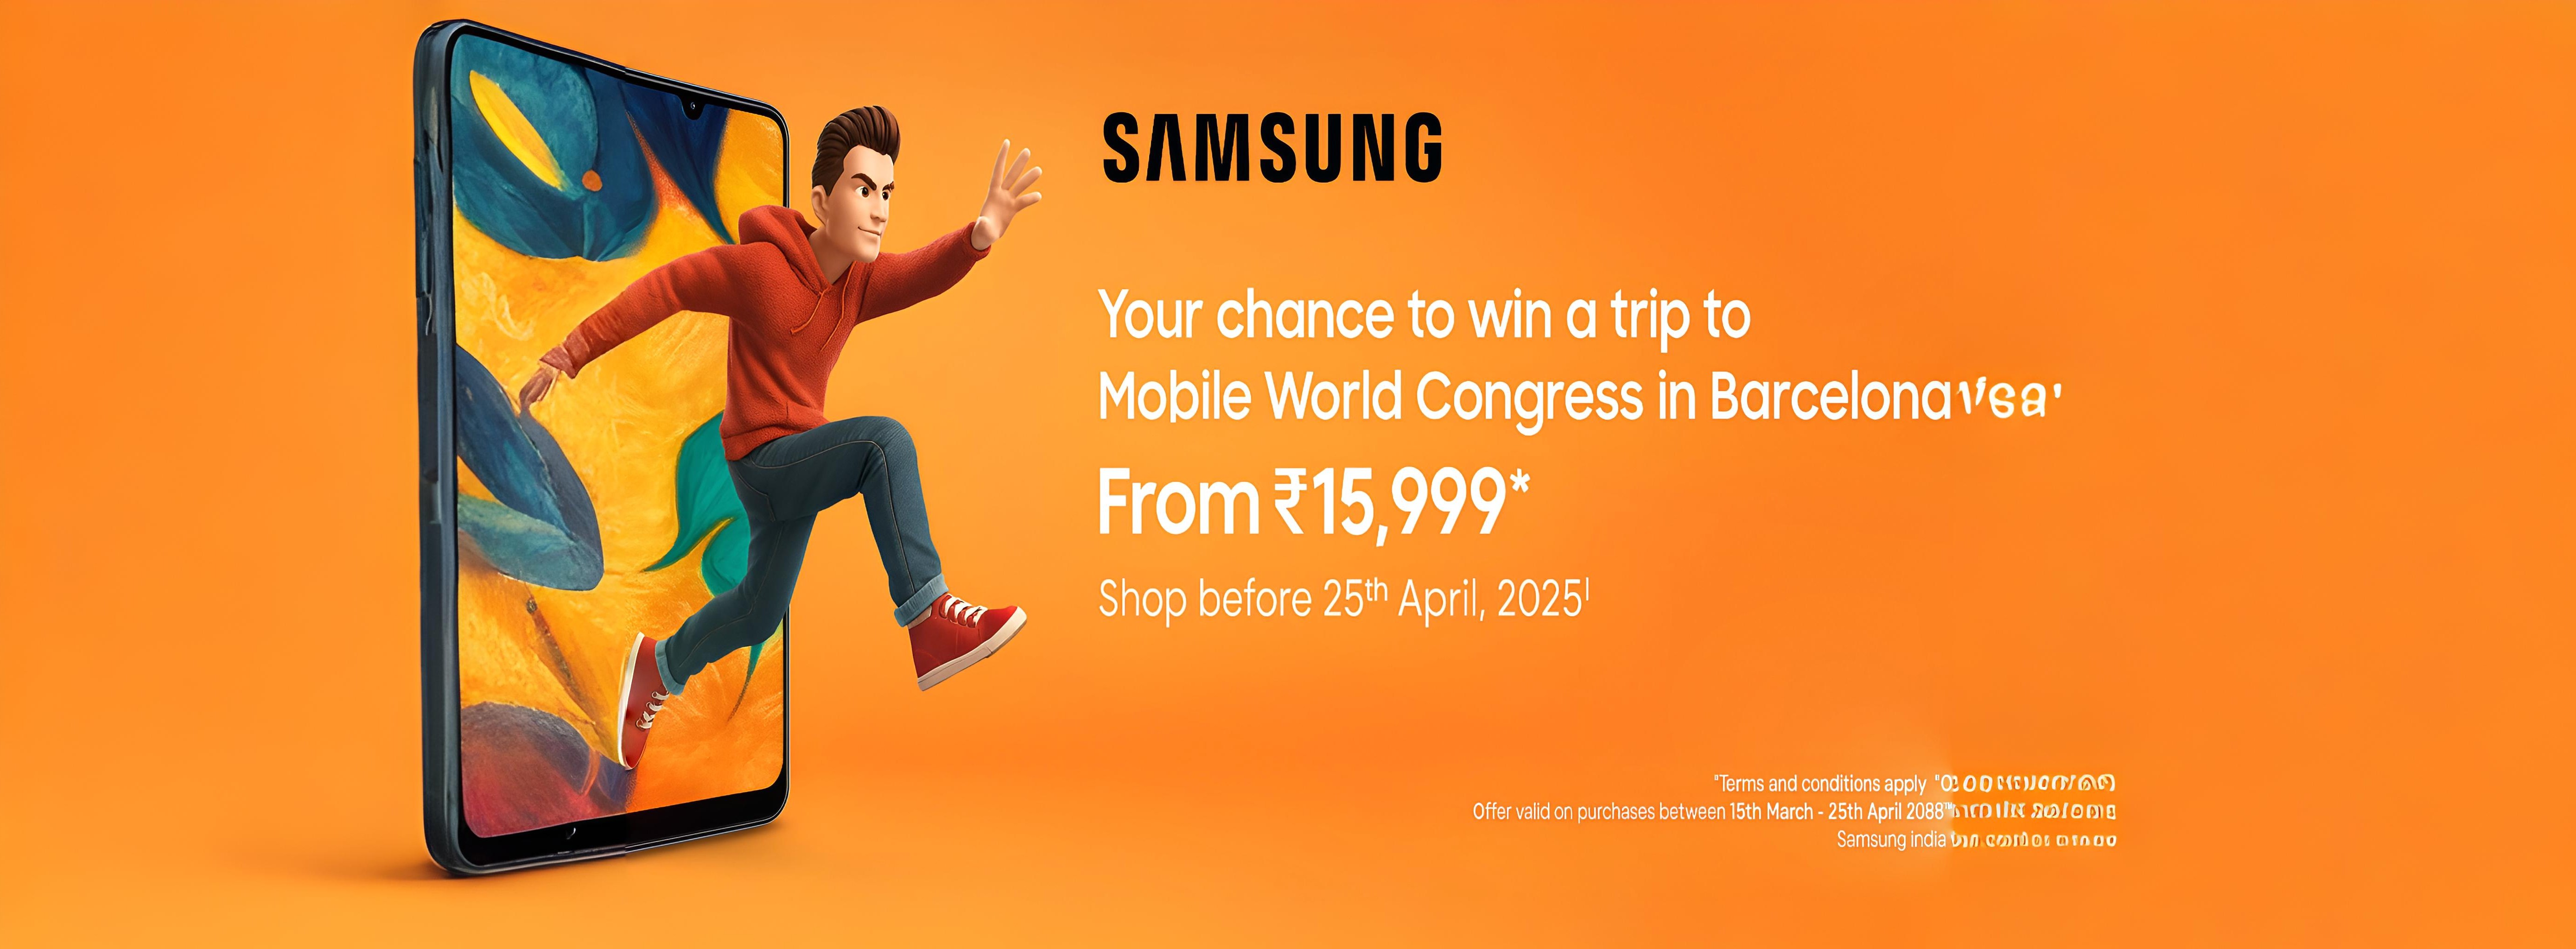 SAMSUNG
Your chance to win a trip to
Mobile World Congress in Barcelona
From ₹15,999*
Shop before 25th April, 2025
"Terms and conditions apply
Offer valid on purchases between 15th March - 25th April 2088™
Samsung india